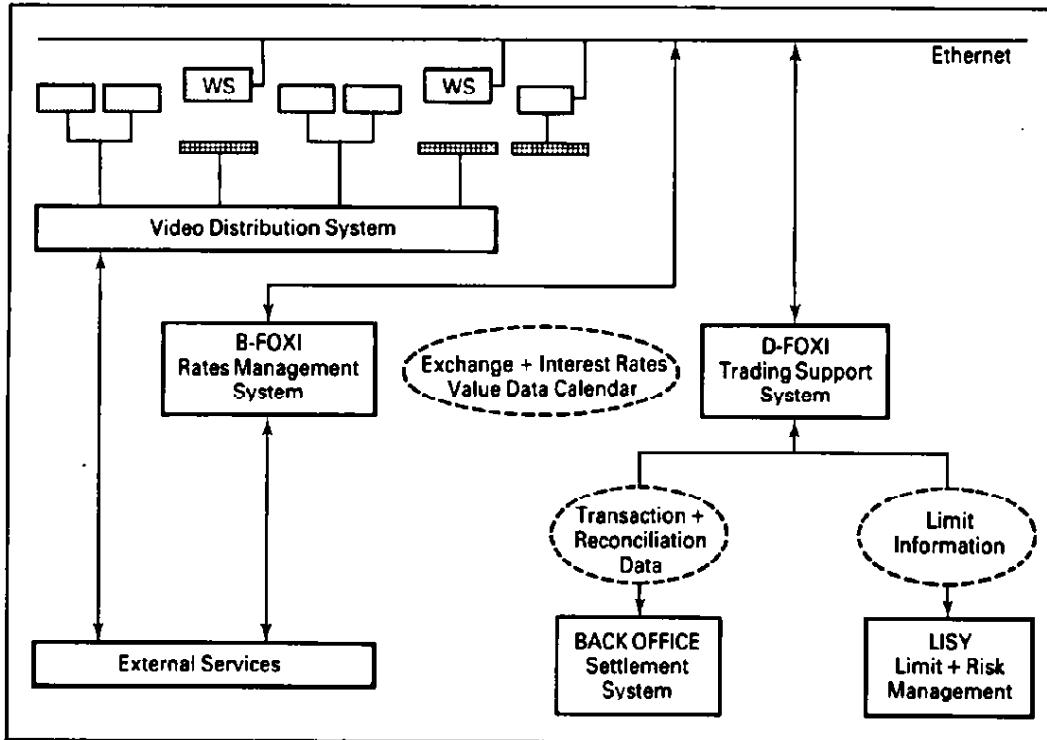 Ethernet
WS
WS
Video Distribution System
B-FOXI
Rates Management
System
Exchange + Interest Rates
Value Data Calendar
D-FOXI
Trading Support
System
Transaction +
Reconciliation
Data
Limit
Information
External Services
BACK OFFICE
Settlement
System
LISY
Limit + Risk
Management